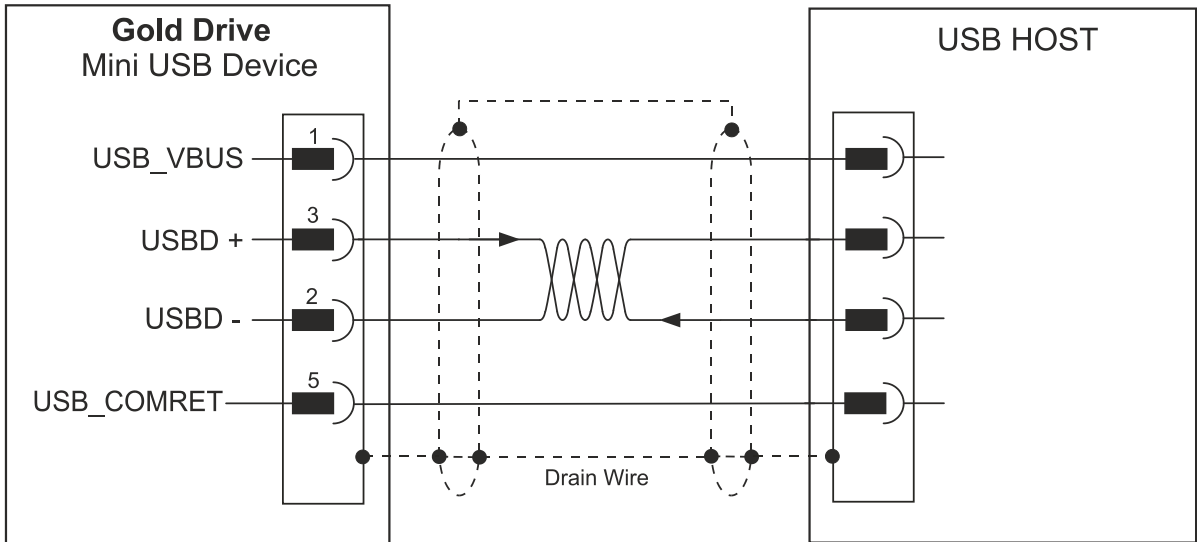 Gold Drive
Mini USB Device
USB HOST
1
USB_VBUS
3
USBD +
2
USBD -
5
USB_COMRET
Drain Wire